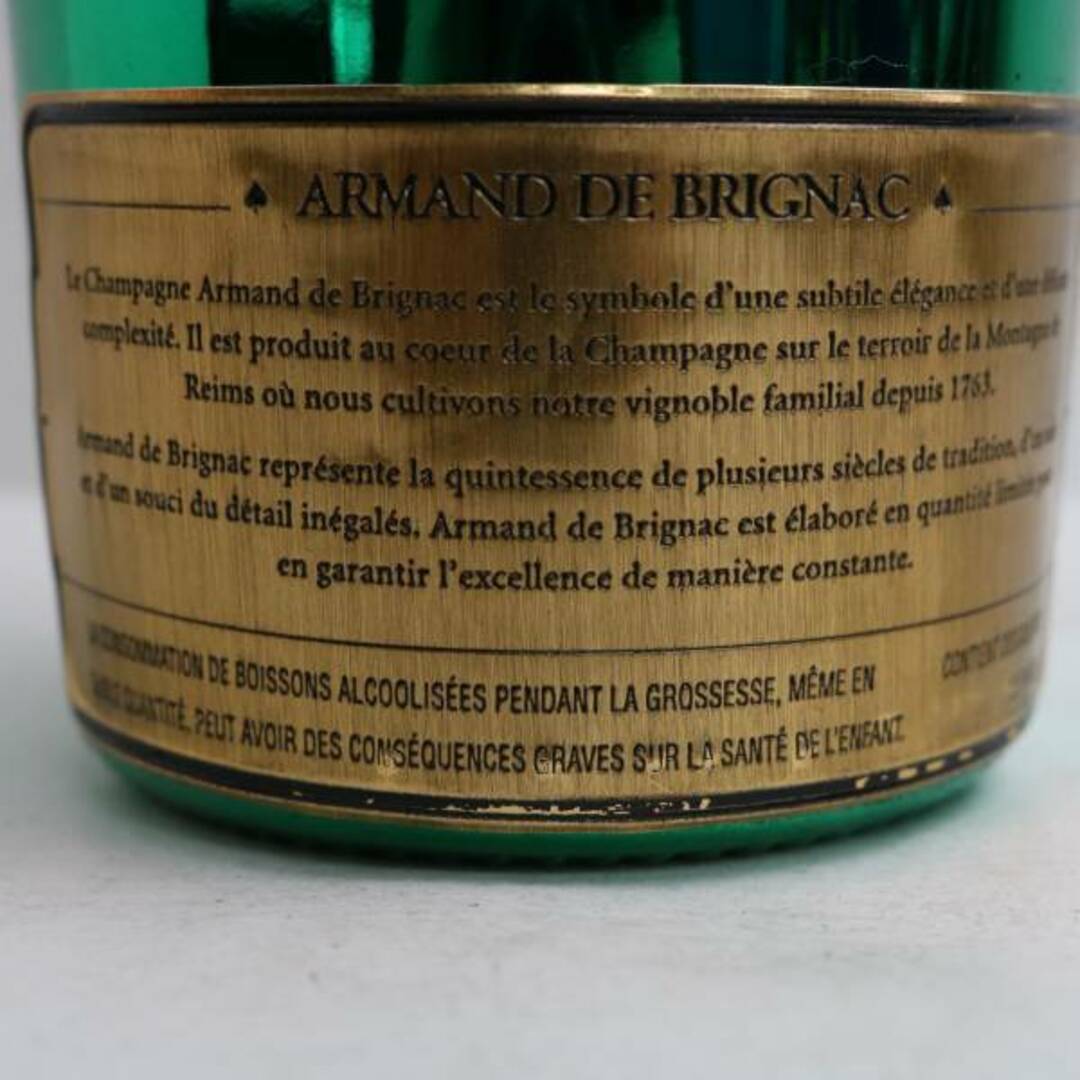 ARMAND DE BRIGNAC
Le Champagne Armand de Brignac est le symbole d'une subtile élégance et d'une
complexité. Il est produit au coeur de la Champagne sur le terroir de la Montagne de
Reims où nous cultivons notre vignoble familial depuis 1763.
Armand de Brignac représente la quintessence de plusieurs siècles de tradition,
et d'un souci du détail inégalés. Armand de Brignac est élaboré en quantité limitée
en garantir l'excellence de manière constante.
LA CONSOMMATION DE BOISSONS ALCOOLISÉES PENDANT LA GROSSESSE, MÊME EN
FAIBLE QUANTITÉ, PEUT AVOIR DES CONSÉQUENCES GRAVES SUR LA SANTÉ DE L'ENFANT.
CONTIENT